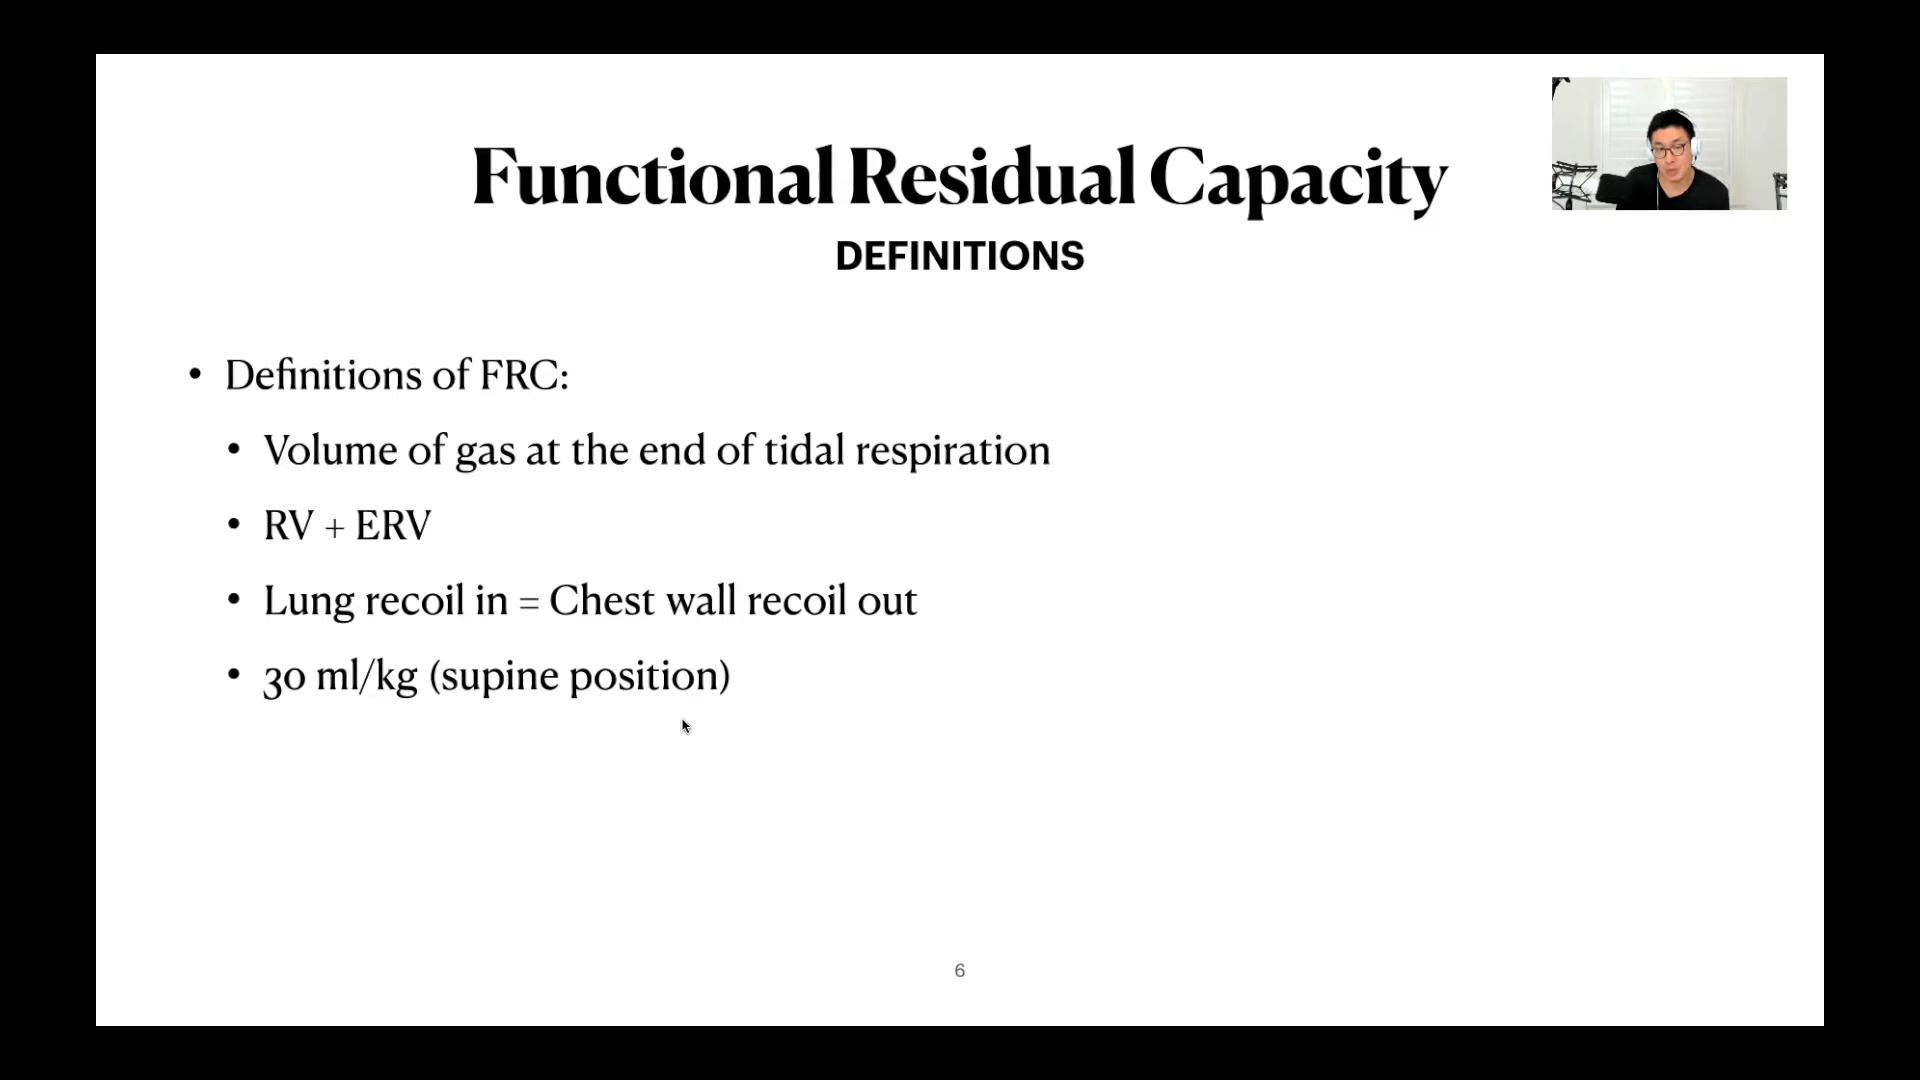 Functional Residual Capacity
DEFINITIONS
• Definitions of FRC:
• Volume of gas at the end of tidal respiration
• RV + ERV
• Lung recoil in = Chest wall recoil out
• 30 ml/kg (supine position)
6